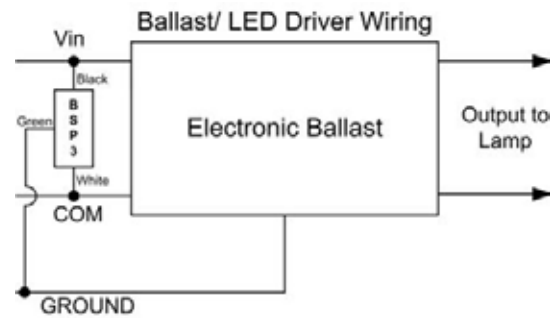 Ballast/ LED Driver Wiring
Vin
Black
B
S
P
3
Green
Electronic Ballast
Output to
Lamp
White
COM
GROUND